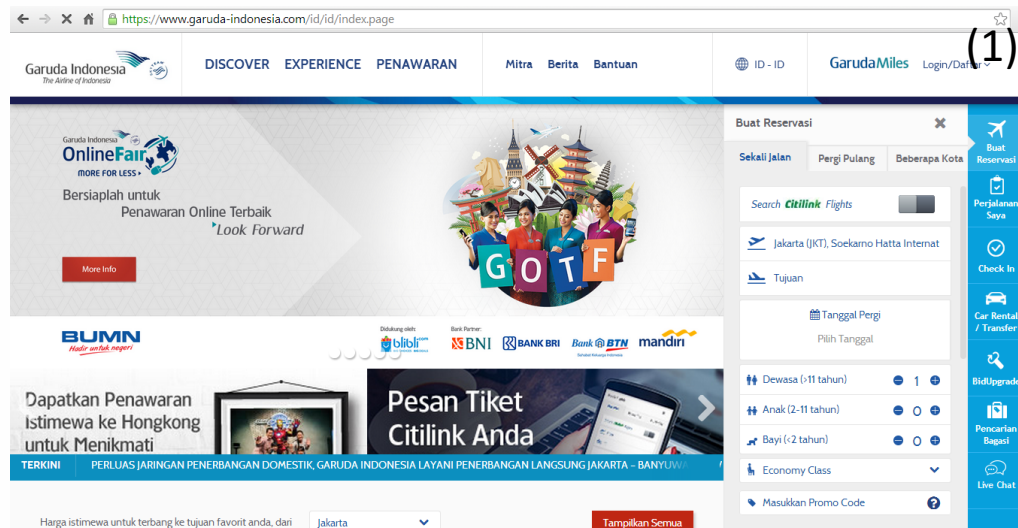 https://www.garuda-indonesia.com/id/id/index.page
(1)
Garuda Indonesia
The Airline of Indonesia
DISCOVER EXPERIENCE PENAWARAN Mitra Berita Bantuan ID - ID GarudaMiles Login/Daftar
Garuda Indonesia
OnlineFair
MORE FOR LESS
Bersiaplah untuk
Penawaran Online Terbaik
Look Forward
More Info
GOTF
BUMN
Hadir untuk negeri
Didukung oleh:
blibli.com
Bank Partner:
BNI BANK BRI Bank BTN mandiri
Dapatkan Penawaran
istimewa ke Hongkong
untuk Menikmati
Pesan Tiket
Citilink Anda
TERKINI PERLUAS JARINGAN PENERBANGAN DOMESTIK, GARUDA INDONESIA LAYANI PENERBANGAN LANGSUNG JAKARTA – BANYUW
Harga istimewa untuk terbang ke tujuan favorit anda, dari Jakarta Tampilkan Semua
Buat Reservasi
Sekali Jalan Pergi Pulang Beberapa Kota
Search Citilink Flights
Jakarta (JKT), Soekarno Hatta Internat
Tujuan
Tanggal Pergi
Pilih Tanggal
Dewasa (>11 tahun) 1
Anak (2-11 tahun) 0
Bayi (<2 tahun) 0
Economy Class
Masukkan Promo Code
Buat
Reservasi
Perjalanan
Saya
Check In
Car Rental
/ Transfer
BidUpgrade
Pencarian
Bagasi
Live Chat